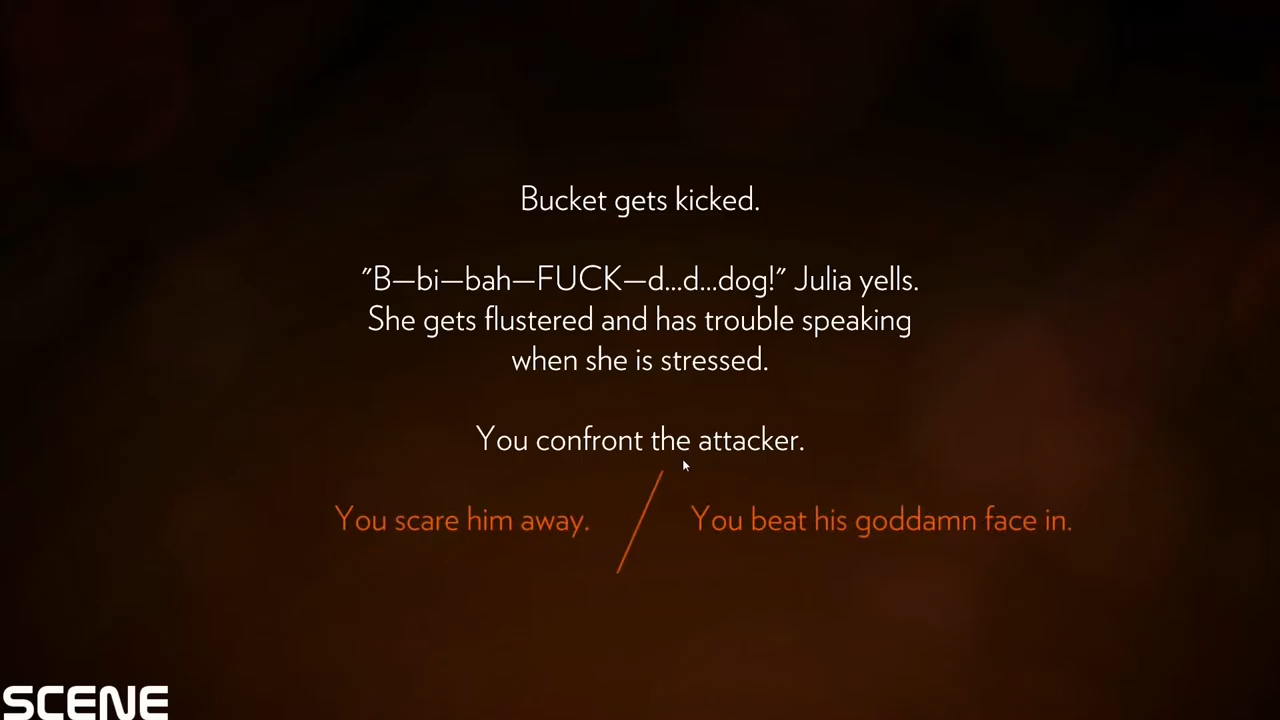 Bucket gets kicked.
"B—bi—bah—FUCK—d...d...dog!" Julia yells.
She gets flustered and has trouble speaking
when she is stressed.
You confront the attacker.
You scare him away. / You beat his goddamn face in.
SCENE